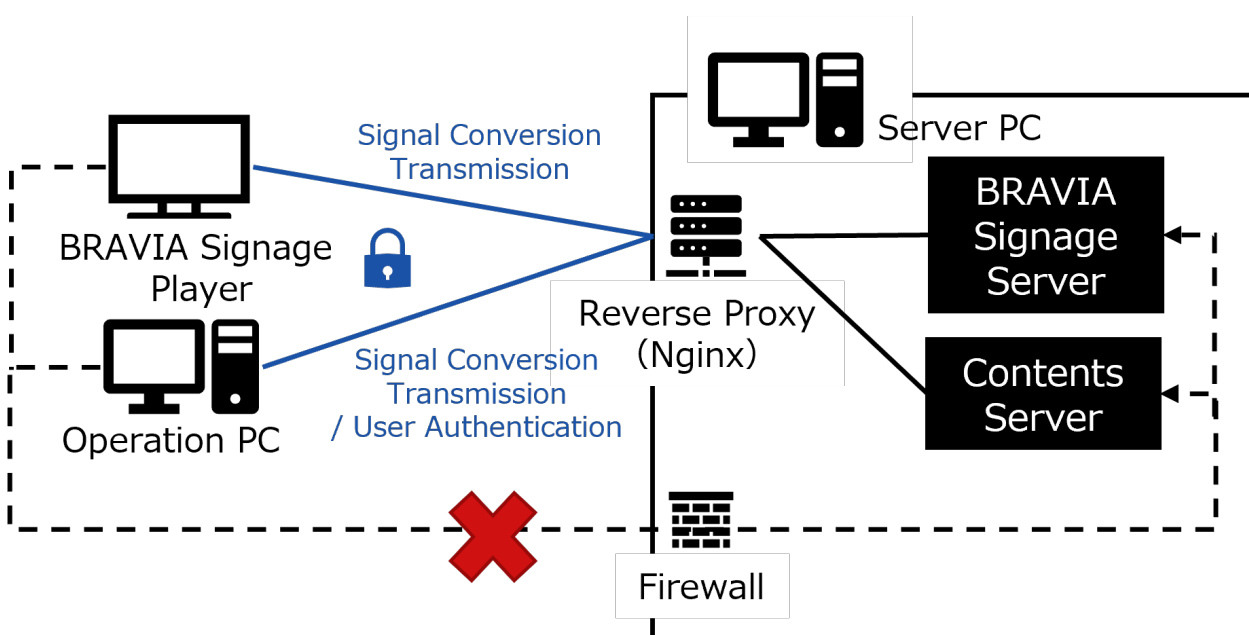 Server PC
Signal Conversion
Transmission
BRAVIA Signage
Player
BRAVIA
Signage
Server
Reverse Proxy
(Nginx)
Signal Conversion
Transmission
/ User Authentication
Operation PC
Contents
Server
Firewall